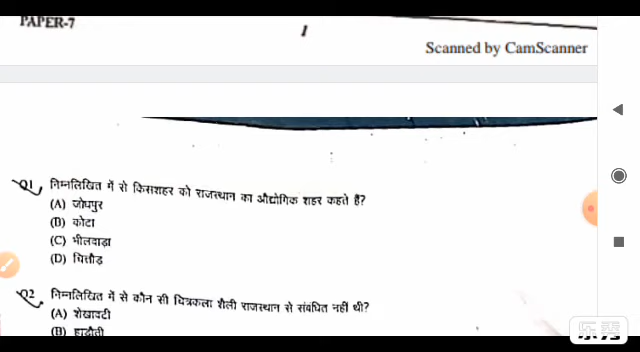 PAPER-7
1
Scanned by CamScanner
Q1, निम्नलिखित में से किसशहर को राजस्थान का औद्योगिक शहर कहते हैं?
(A) जोधपुर
(B) कोटा
(C) भीलवाड़ा
(D) चित्तौड़
Q2, निम्नलिखित में से कौन सी चित्रकला शैली राजस्थान से संबंधित नहीं थी?
(A) शेखावटी
(B) हाडौती